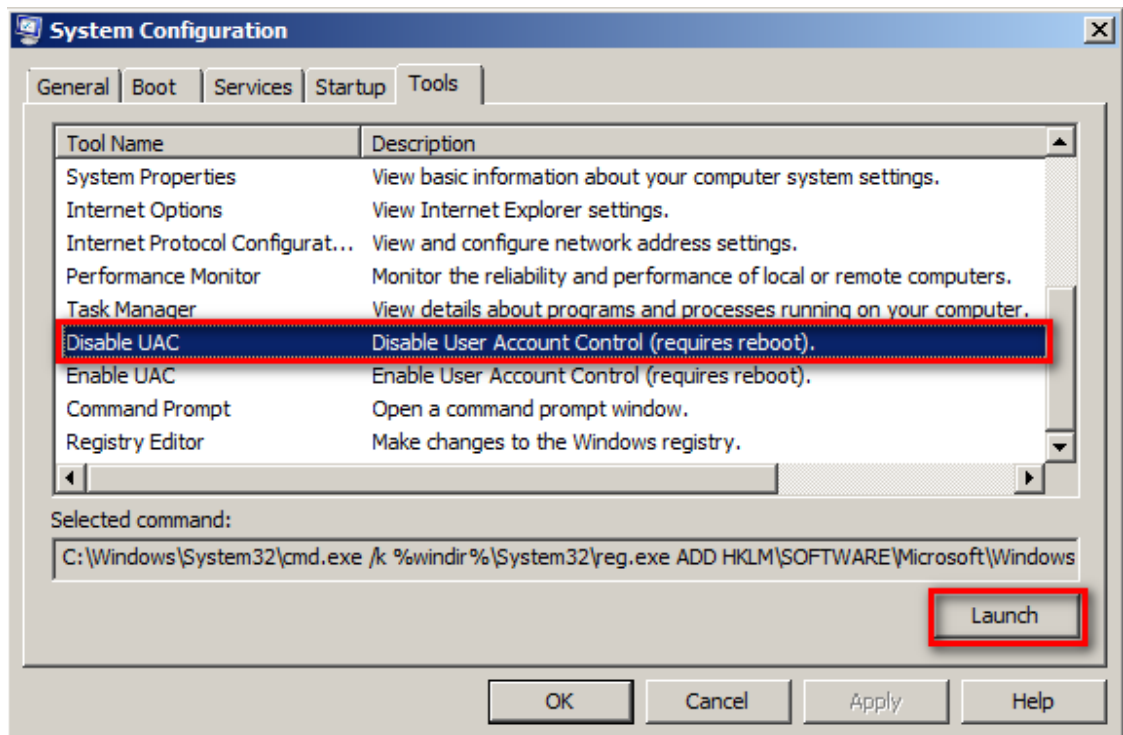 System Configuration
General Boot Services Startup Tools
Tool Name Description
System Properties View basic information about your computer system settings.
Internet Options View Internet Explorer settings.
Internet Protocol Configurat... View and configure network address settings.
Performance Monitor Monitor the reliability and performance of local or remote computers.
Task Manager View details about programs and processes running on your computer.
Disable UAC Disable User Account Control (requires reboot).
Enable UAC Enable User Account Control (requires reboot).
Command Prompt Open a command prompt window.
Registry Editor Make changes to the Windows registry.
Selected command:
C:\Windows\System32\cmd.exe /k %windir%\System32\reg.exe ADD HKLM\SOFTWARE\Microsoft\Windows
Launch
OK Cancel Apply Help